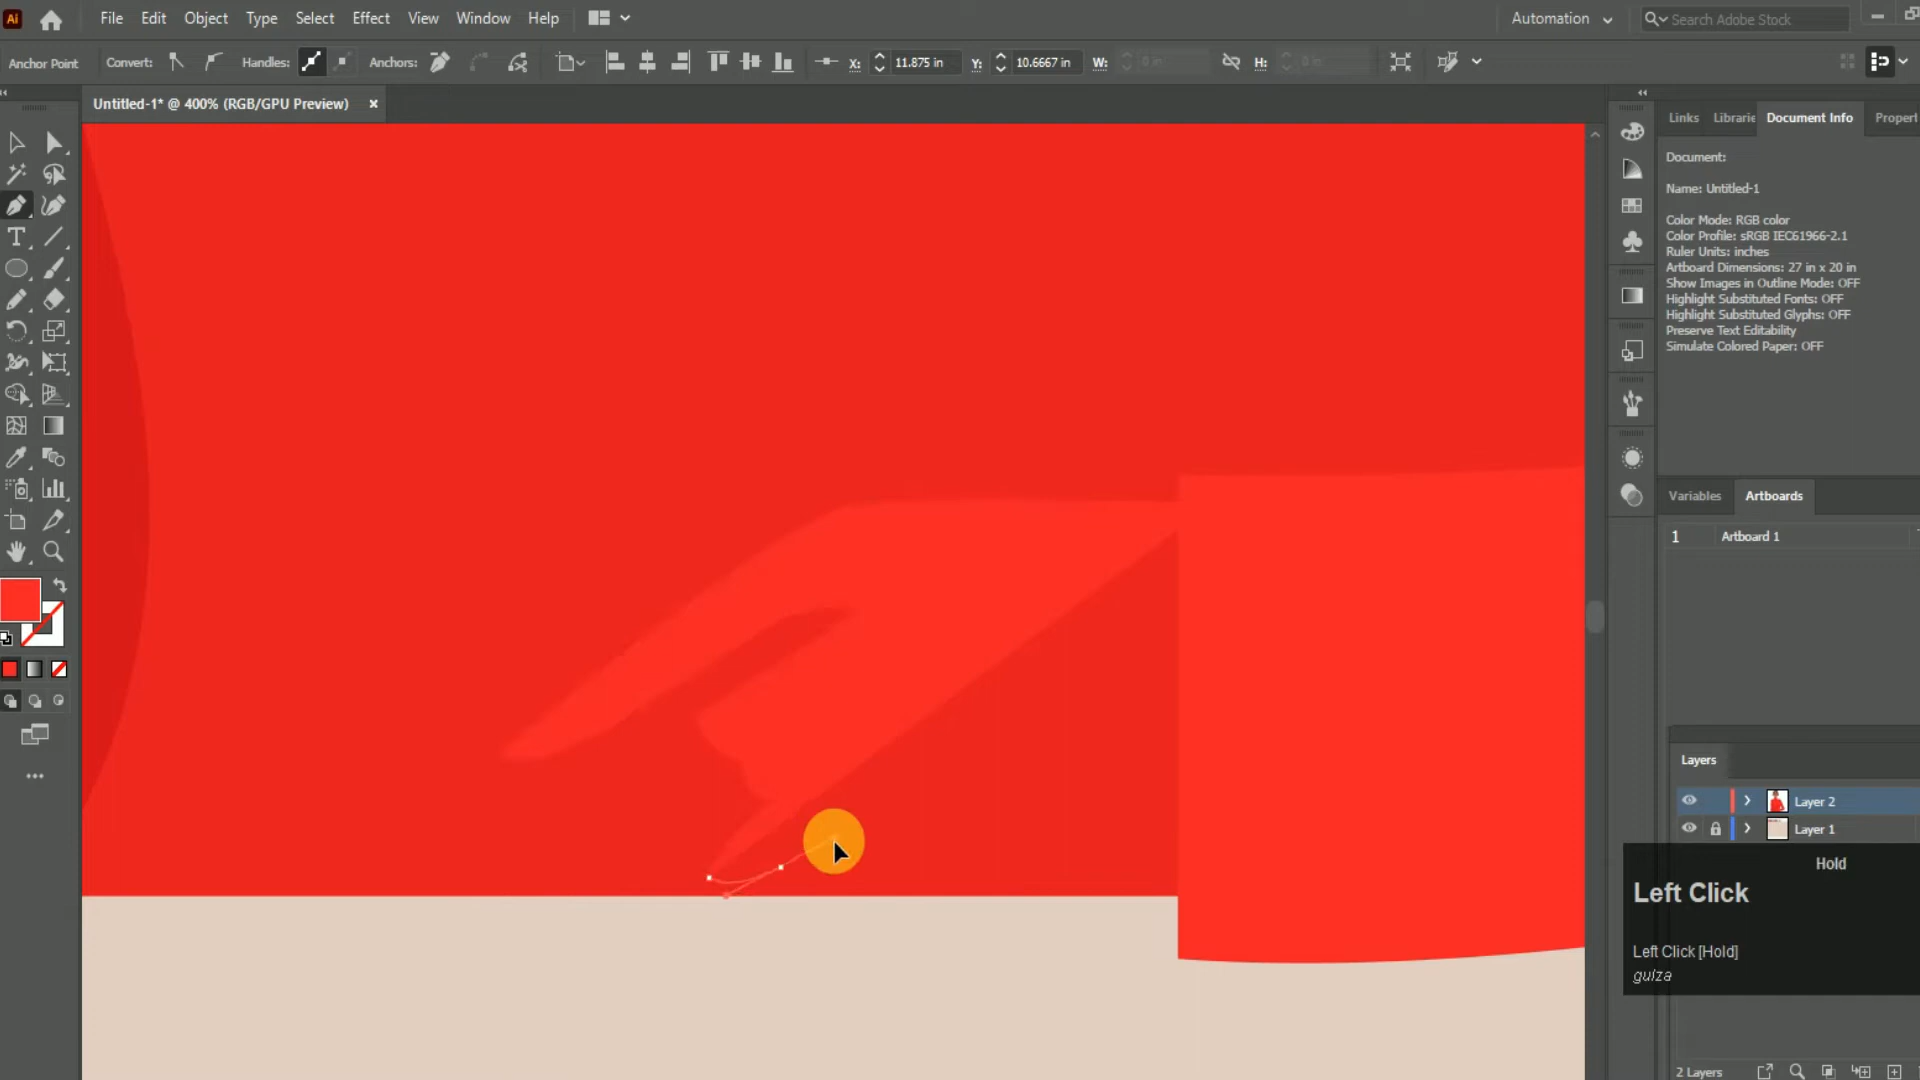 Ai File Edit Object Type Select Effect View Window Help Automation Search Adobe Stock
Anchor Point Convert: Handles: Anchors: X: 11.875 in Y: 10.6667 in W: 0 in H: 0 in
Untitled-1* @ 400% (RGB/GPU Preview) ×
Links Librarie Document Info Propert
Document:
Name: Untitled-1
Color Mode: RGB color
Color Profile: sRGB IEC61966-2.1
Ruler Units: inches
Artboard Dimensions: 27 in x 20 in
Show Images in Outline Mode: OFF
Highlight Substituted Fonts: OFF
Highlight Substituted Glyphs: OFF
Preserve Text Editability
Simulate Colored Paper: OFF
Variables Artboards
1 Artboard 1
Layers
Layer 2
Layer 1
Hold
Left Click
Left Click [Hold]
gulza
2 Layers